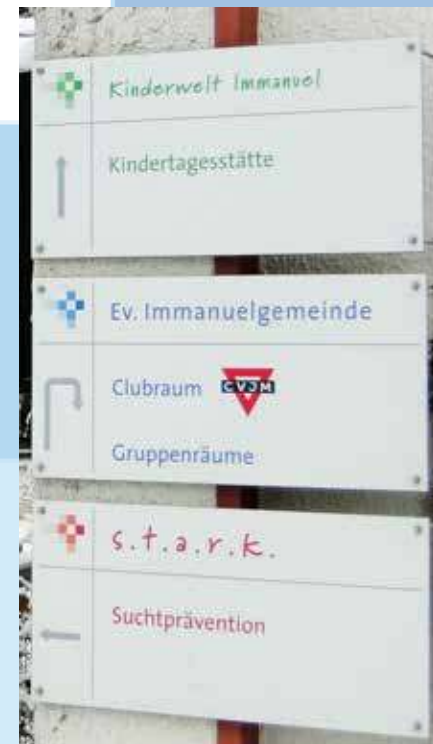 Kinderwelt Immanuel
Kindertagesstätte
Ev. Immanuelgemeinde
Clubraum CVJM
Gruppenräume
s.t.a.r.k.
Suchtprävention